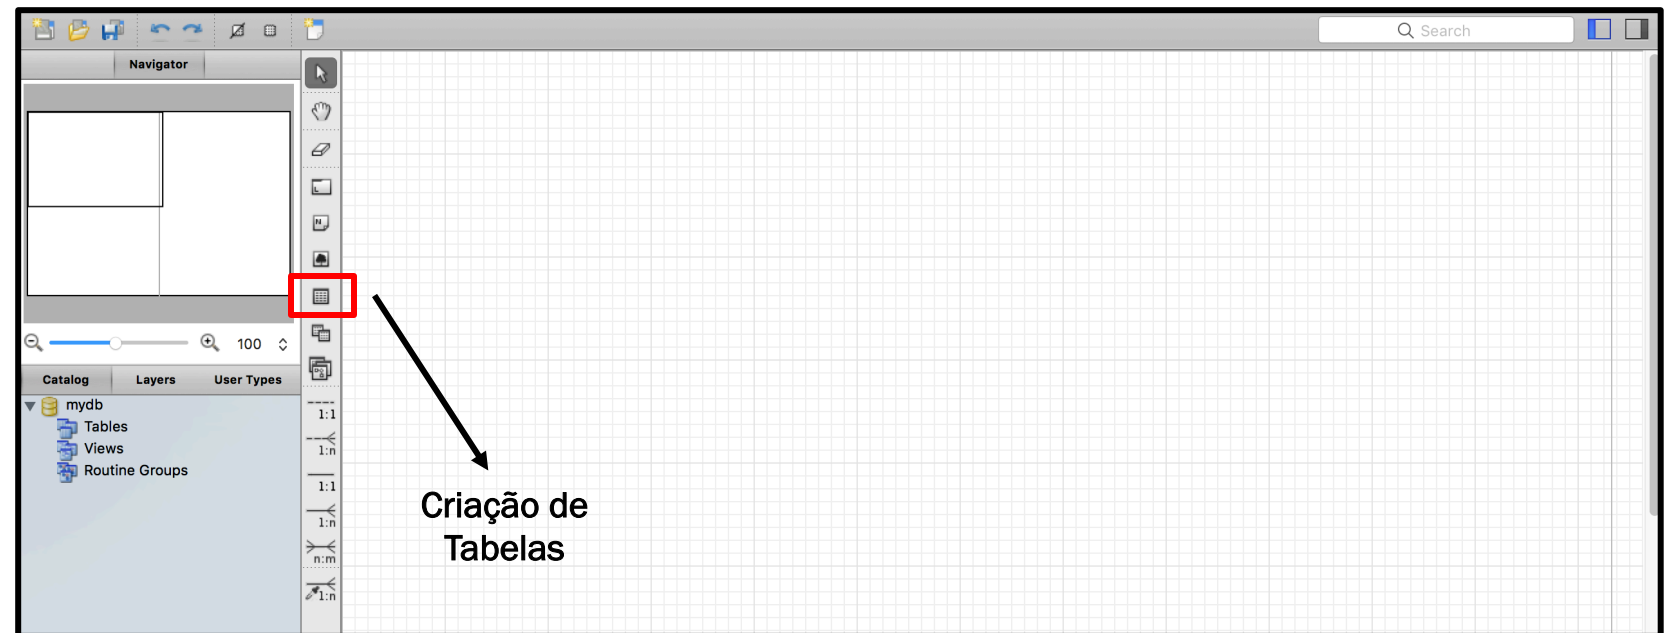 Search
Navigator
100
Catalog Layers User Types
mydb
Tables
Views
Routine Groups
L
N
1:1
1:n
1:1
1:n
n:m
1:n
Criação de
Tabelas